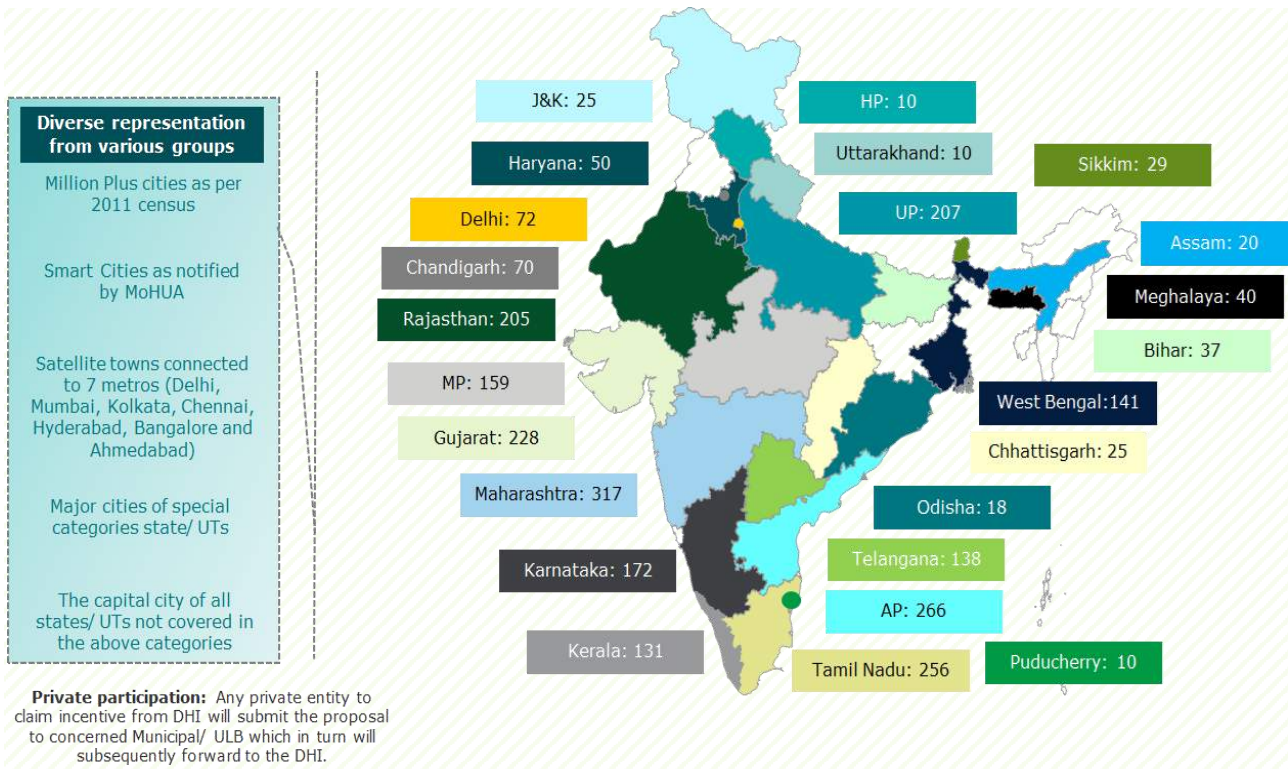 Diverse representation
from various groups
Million Plus cities as per
2011 census
Smart Cities as notified
by MoHUA
Satellite towns connected
to 7 metros (Delhi,
Mumbai, Kolkata, Chennai,
Hyderabad, Bangalore and
Ahmedabad)
Major cities of special
categories state/ UTs
The capital city of all
states/ UTs not covered in
the above categories
Private participation: Any private entity to
claim incentive from DHI will submit the proposal
to concerned Municipal/ ULB which in turn will
subsequently forward to the DHI.
J&K: 25
HP: 10
Haryana: 50
Uttarakhand: 10
Sikkim: 29
Delhi: 72
UP: 207
Assam: 20
Chandigarh: 70
Meghalaya: 40
Rajasthan: 205
Bihar: 37
MP: 159
West Bengal:141
Gujarat: 228
Chhattisgarh: 25
Maharashtra: 317
Odisha: 18
Karnataka: 172
Telangana: 138
AP: 266
Kerala: 131
Tamil Nadu: 256
Puducherry: 10